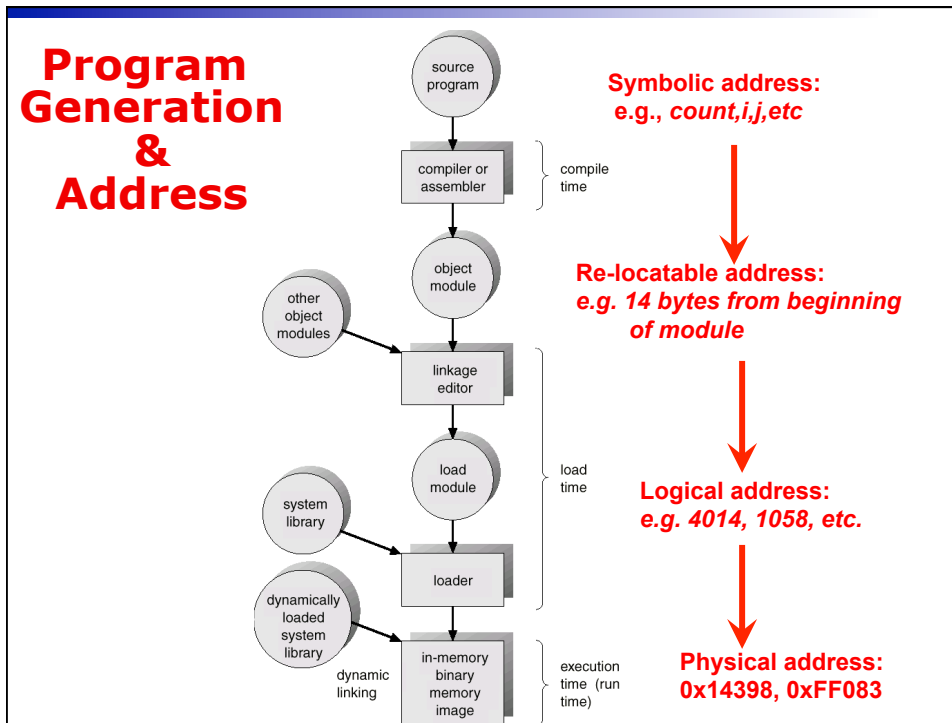 Program
Generation
&
Address
source
program
compiler or
assembler
compile
time
object
module
other
object
modules
linkage
editor
load
module
load
time
system
library
loader
dynamically
loaded
system
library
dynamic
linking
in-memory
binary
memory
image
execution
time (run
time)
Symbolic address:
e.g., count,i,j,etc
Re-locatable address:
e.g. 14 bytes from beginning
of module
Logical address:
e.g. 4014, 1058, etc.
Physical address:
0x14398, 0xFF083